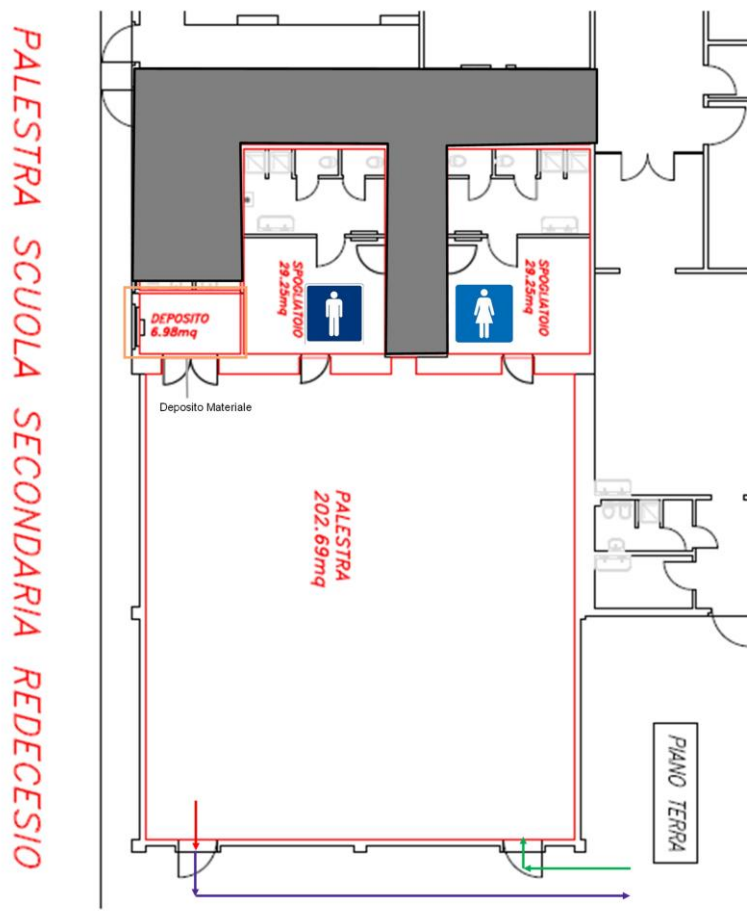 PALESTRA SCUOLA SECONDARIA REDECESIO
SPOGLIATOIO
29.25mq
SPOGLIATOIO
29.25mq
DEPOSITO
6.98mq
Deposito Materiale
PALESTRA
202.69mq
PIANO TERRA